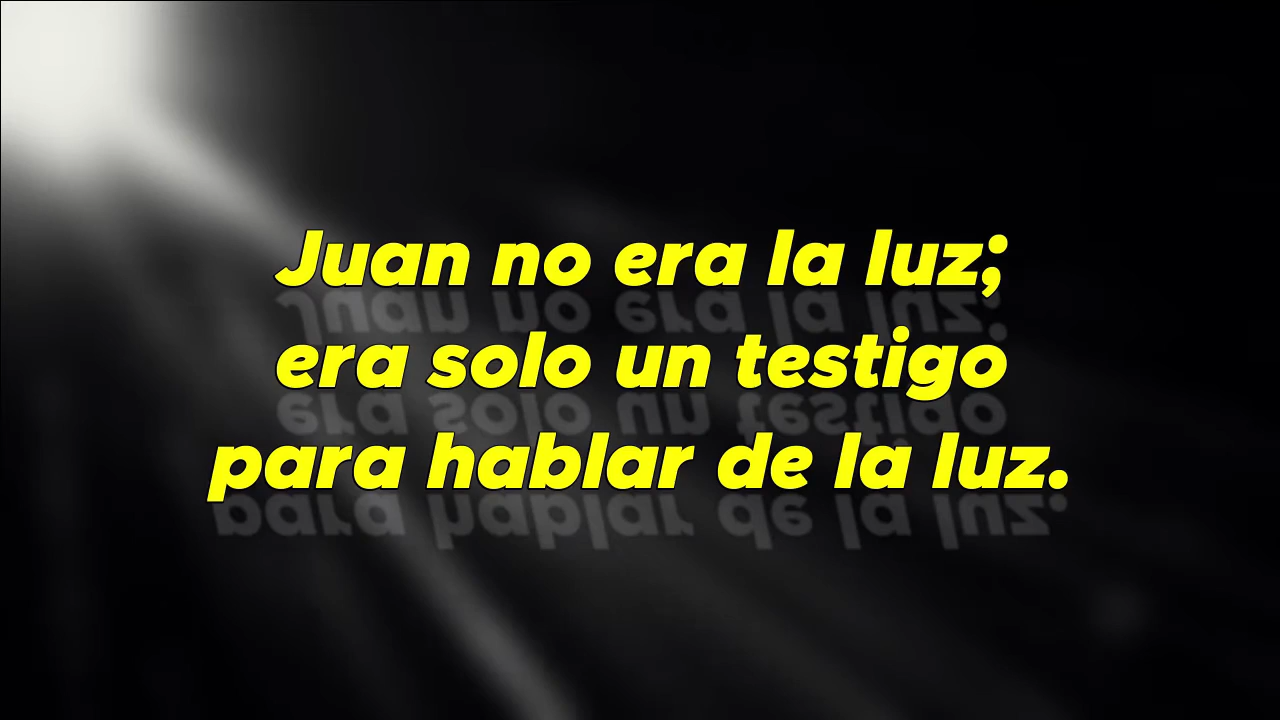 Juan no era la luz;
era solo un testigo
para hablar de la luz.